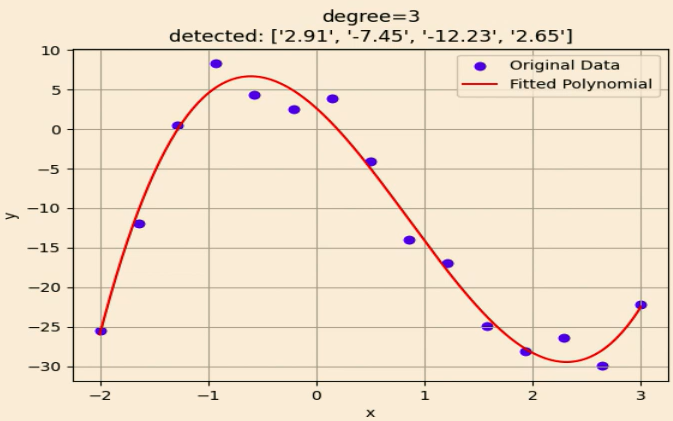 degree=3
detected: ['2.91', '-7.45', '-12.23', '2.65']
Original Data
Fitted Polynomial
10
5
0
−5
−10
−15
−20
−25
−30
y
−2 −1 0 1 2 3
x